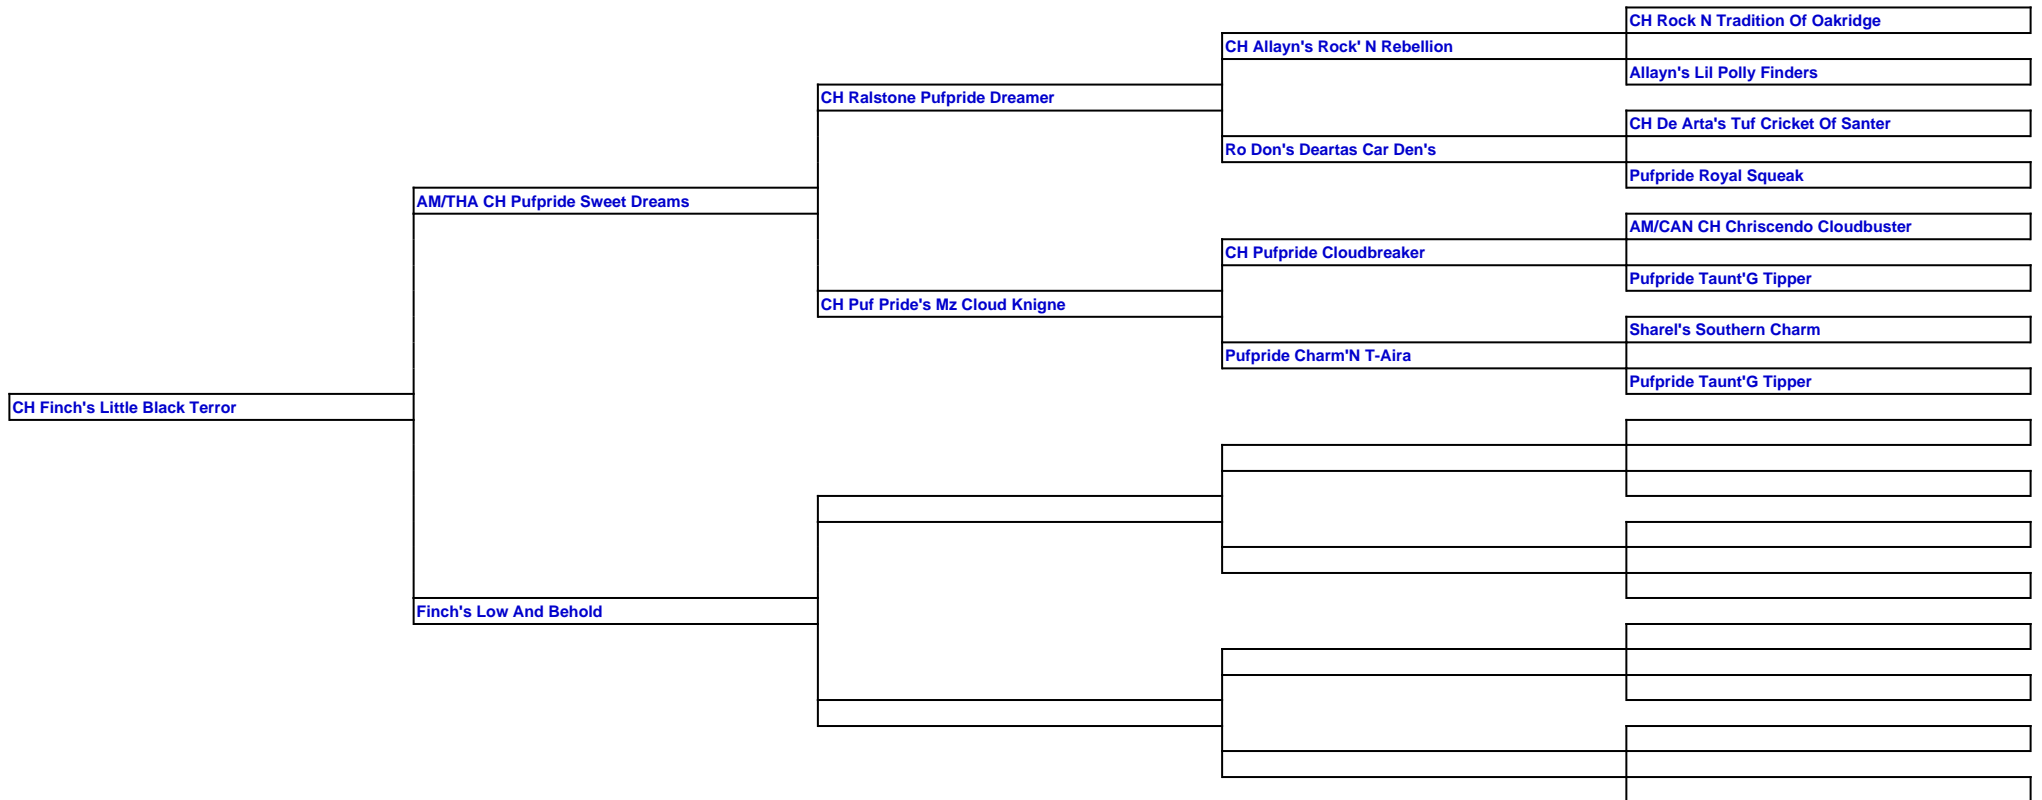 CH Rock N Tradition Of Oakridge
CH Allayn's Rock' N Rebellion
Allayn's Lil Polly Finders
CH Ralstone Pufpride Dreamer
CH De Arta's Tuf Cricket Of Santer
Ro Don's Deartas Car Den's
Pufpride Royal Squeak
AM/THA CH Pufpride Sweet Dreams
AM/CAN CH Chriscendo Cloudbuster
CH Pufpride Cloudbreaker
Pufpride Taunt'G Tipper
CH Puf Pride's Mz Cloud Knigne
Sharel's Southern Charm
Pufpride Charm'N T-Aira
Pufpride Taunt'G Tipper
CH Finch's Little Black Terror
Finch's Low And Behold